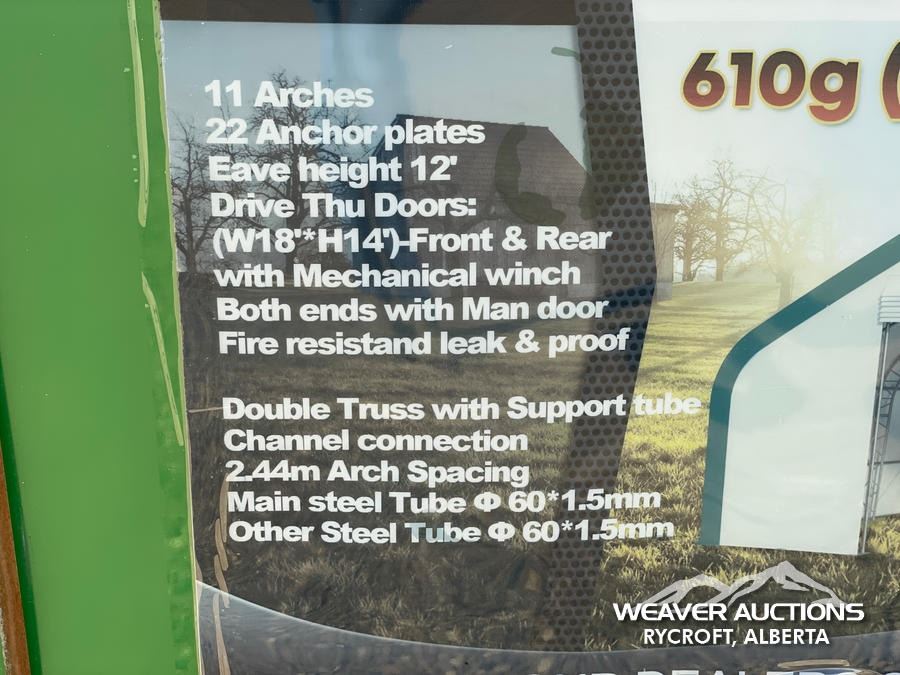 11 Arches
22 Anchor plates
Eave height 12'
Drive Thu Doors:
(W18'*H14')-Front & Rear
with Mechanical winch
Both ends with Man door
Fire resistand leak & proof
Double Truss with Support tube
Channel connection
2.44m Arch Spacing
Main steel Tube Φ 60*1.5mm
Other Steel Tube Φ 60*1.5mm
610g (
WEAVER AUCTIONS
RYCROFT, ALBERTA